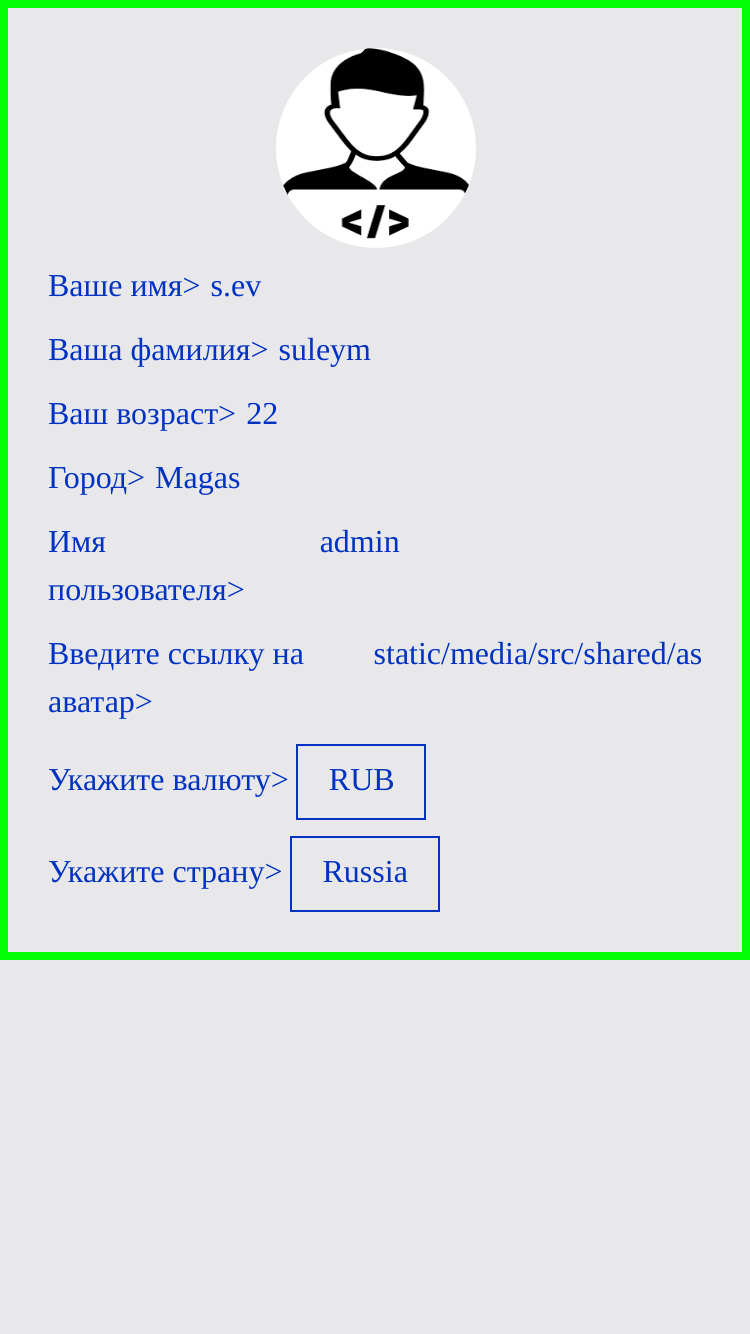 </>
Ваше имя> s.ev
Ваша фамилия> suleym
Ваш возраст> 22
Город> Magas
Имя admin
пользователя>
Введите ссылку на static/media/src/shared/as
аватар>
Укажите валюту> RUB
Укажите страну> Russia